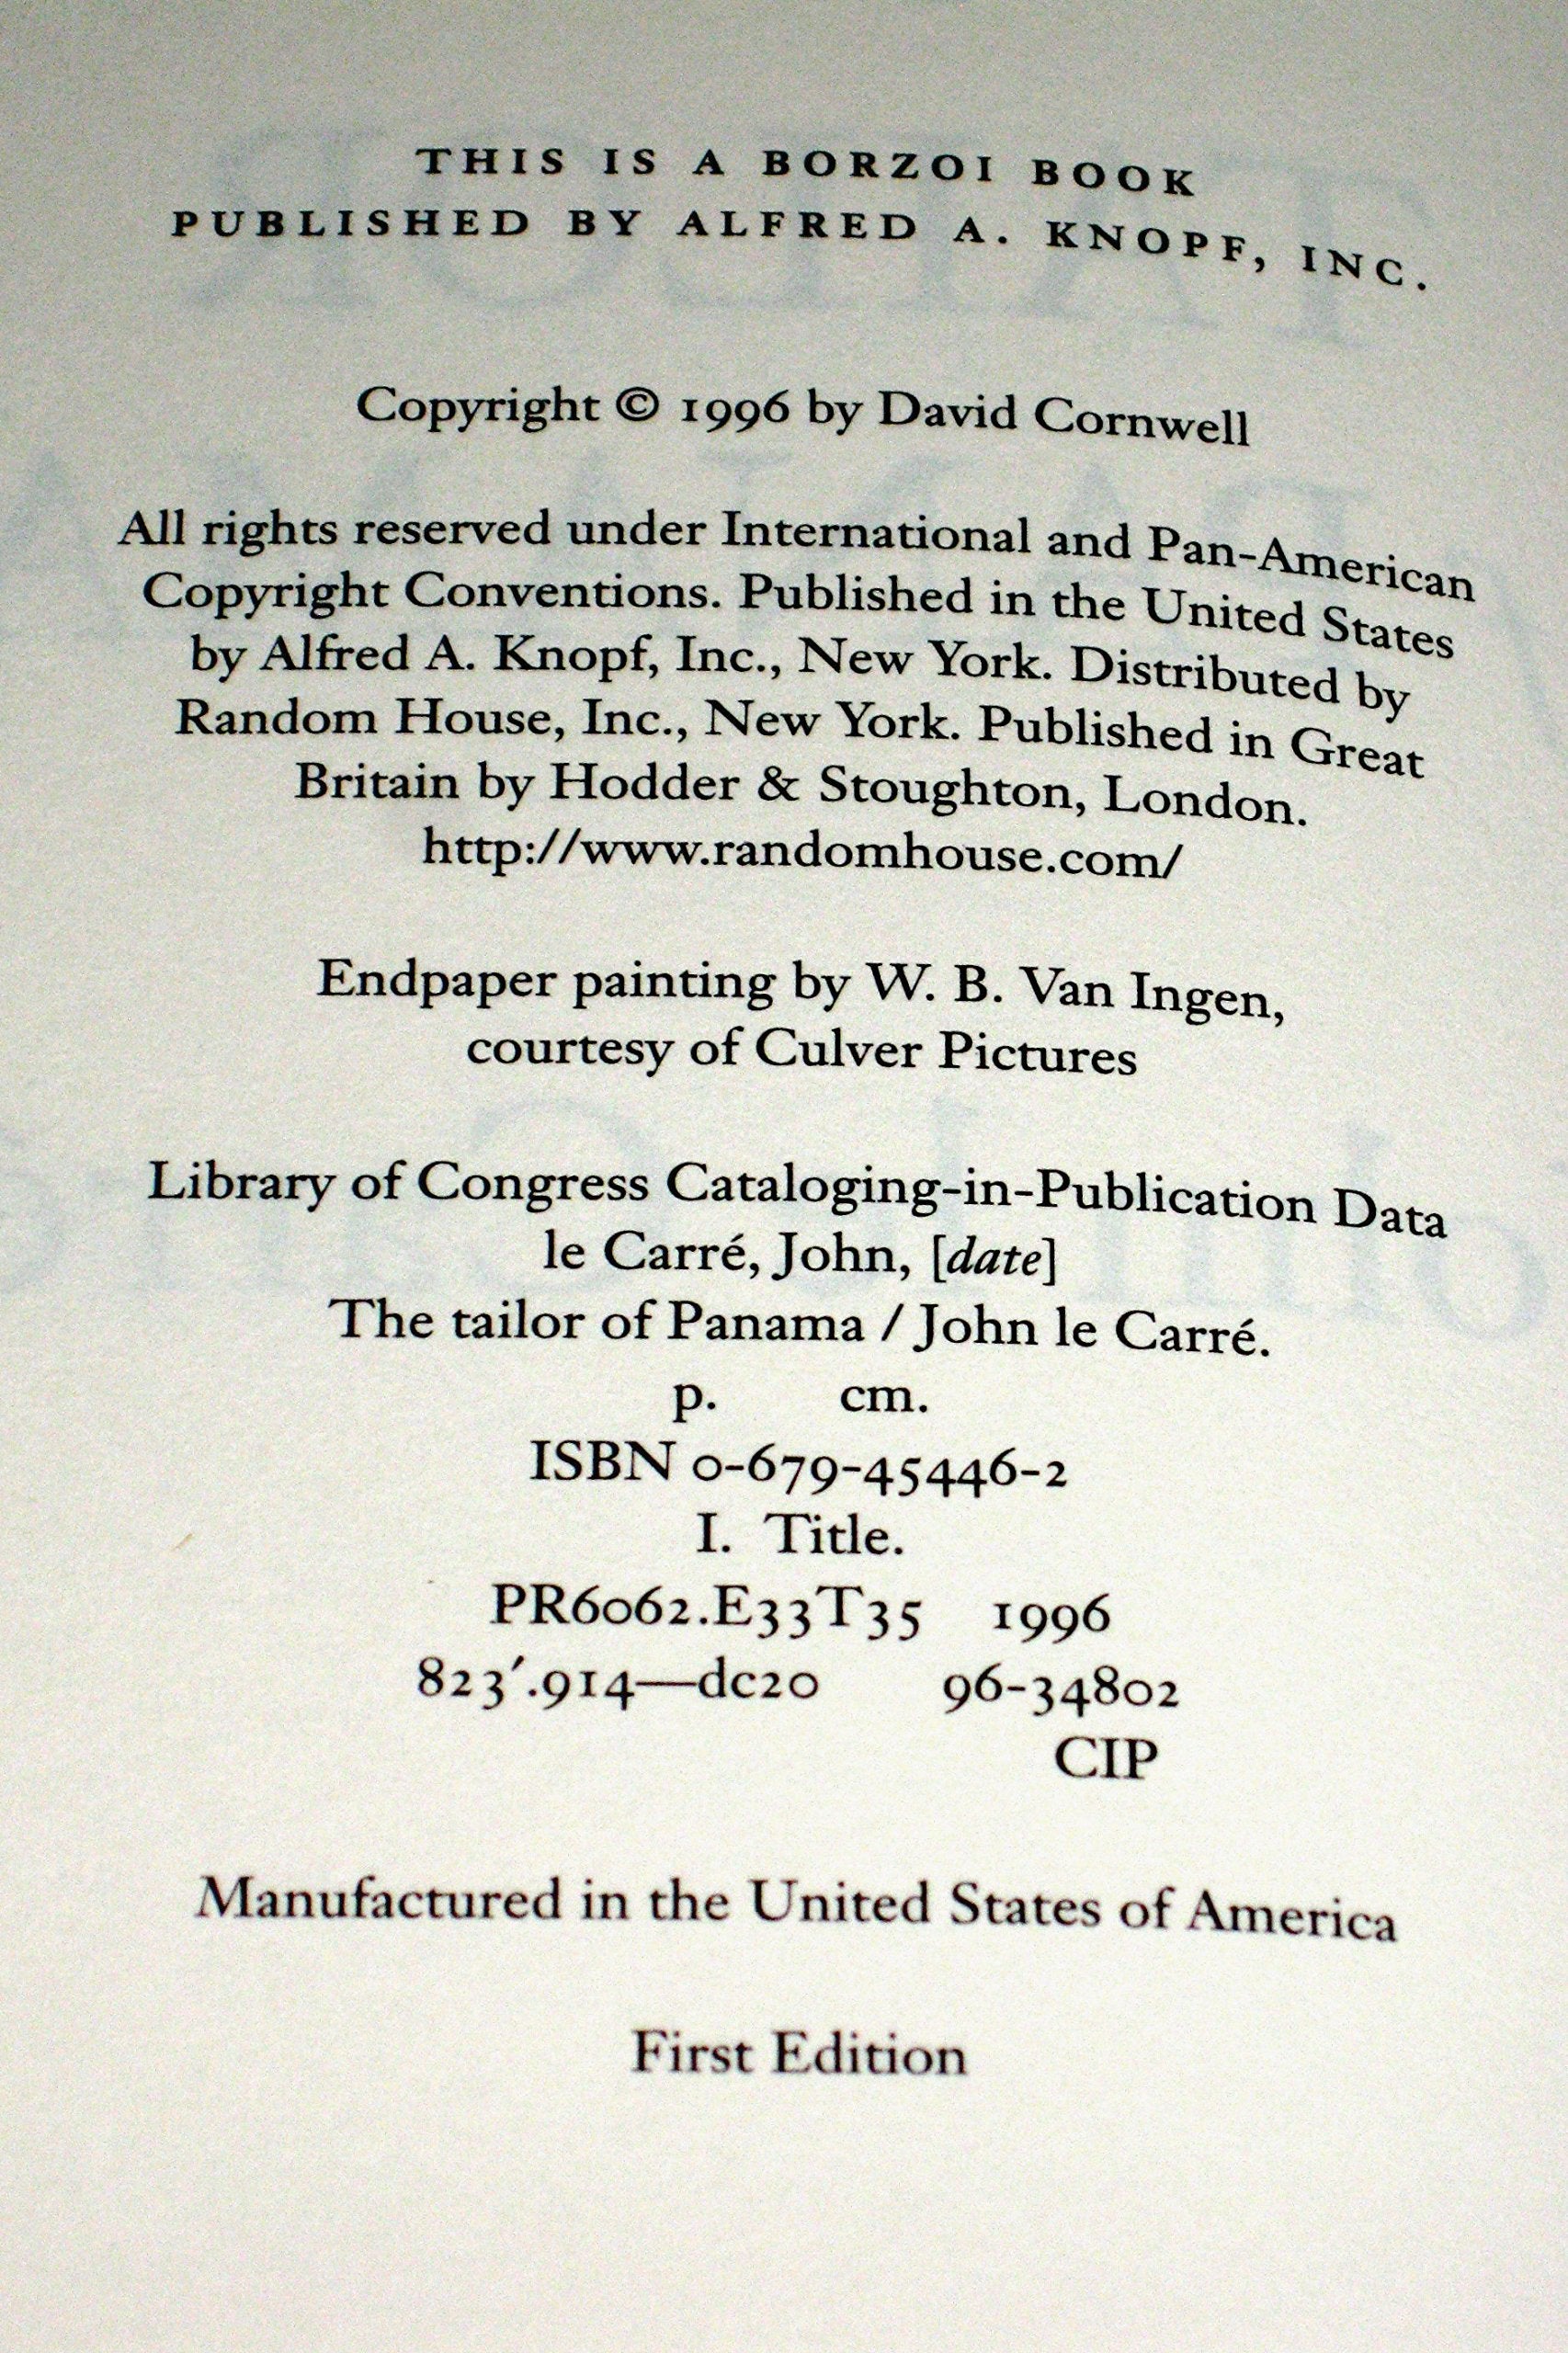 THIS IS A BORZOI BOOK
PUBLISHED BY ALFRED A. KNOPF, INC.
Copyright © 1996 by David Cornwell
All rights reserved under International and Pan-American
Copyright Conventions. Published in the United States
by Alfred A. Knopf, Inc., New York. Distributed by
Random House, Inc., New York. Published in Great
Britain by Hodder & Stoughton, London.
http://www.randomhouse.com/
Endpaper painting by W. B. Van Ingen,
courtesy of Culver Pictures
Library of Congress Cataloging-in-Publication Data
le Carré, John, [date]
The tailor of Panama / John le Carré.
p. cm.
ISBN 0-679-45446-2
I. Title.
PR6062.E33T35 1996
823′.914—dc20 96-34802
CIP
Manufactured in the United States of America
First Edition